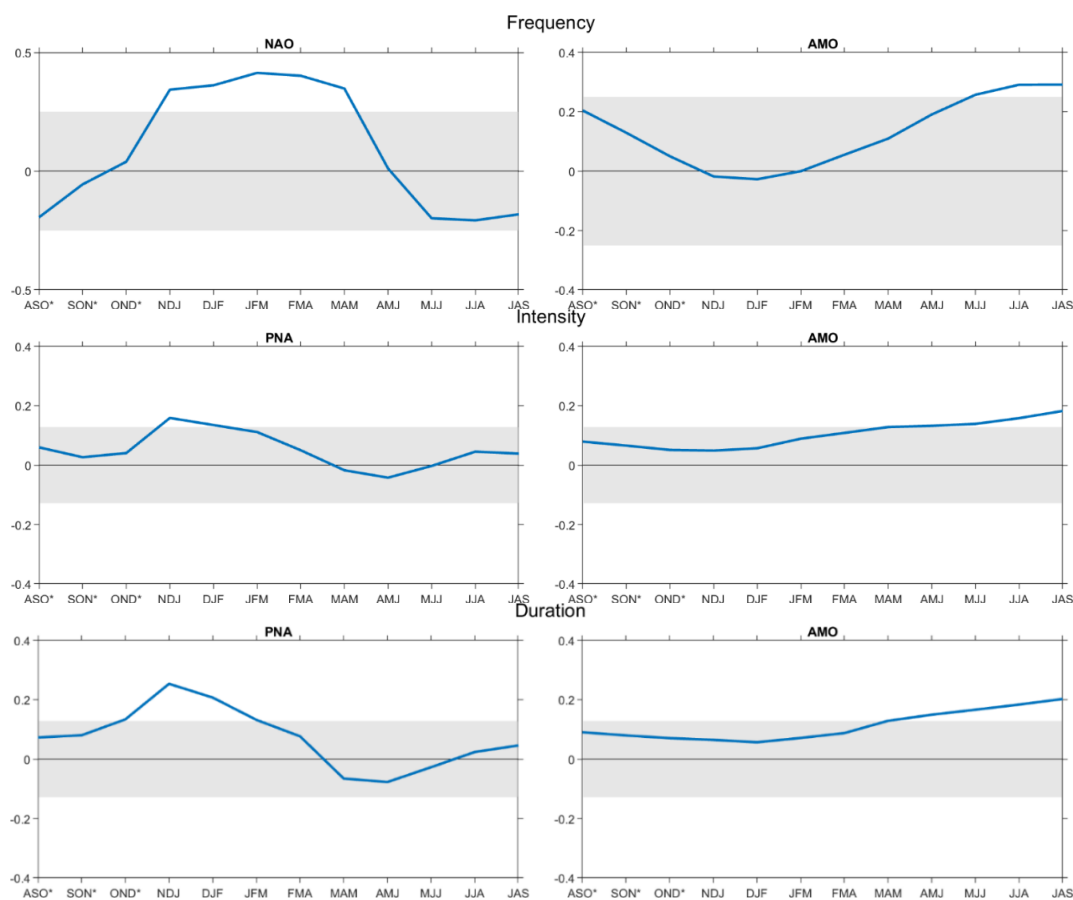 Frequency
NAO
AMO
0.5
0
-0.5
0.4
0.2
0
-0.2
-0.4
ASO* SON* OND* NDJ DJF JFM FMA MAM AMJ MJJ JJA JAS
ASO* SON* OND* NDJ DJF JFM FMA MAM AMJ MJJ JJA JAS
Intensity
PNA
AMO
0.4
0.2
0
-0.2
-0.4
0.4
0.2
0
-0.2
-0.4
ASO* SON* OND* NDJ DJF JFM FMA MAM AMJ MJJ JJA JAS
ASO* SON* OND* NDJ DJF JFM FMA MAM AMJ MJJ JJA JAS
Duration
PNA
AMO
0.4
0.2
0
-0.2
-0.4
0.4
0.2
0
-0.2
-0.4
ASO* SON* OND* NDJ DJF JFM FMA MAM AMJ MJJ JJA JAS
ASO* SON* OND* NDJ DJF JFM FMA MAM AMJ MJJ JJA JAS